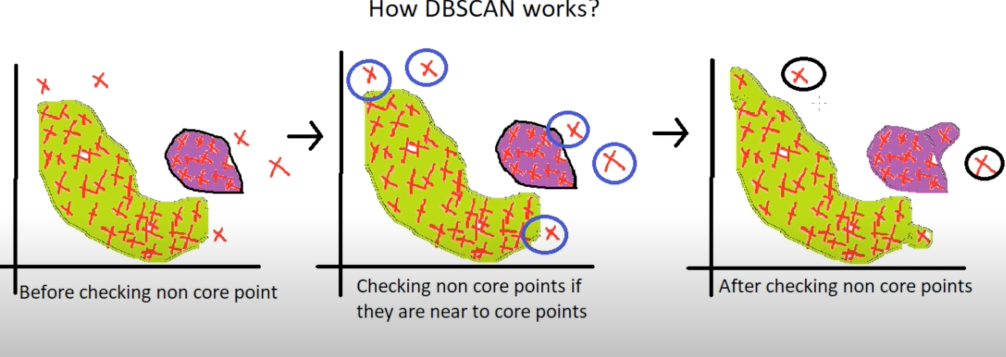 How DBSCAN works?
Before checking non core point
Checking non core points if
they are near to core points
After checking non core points